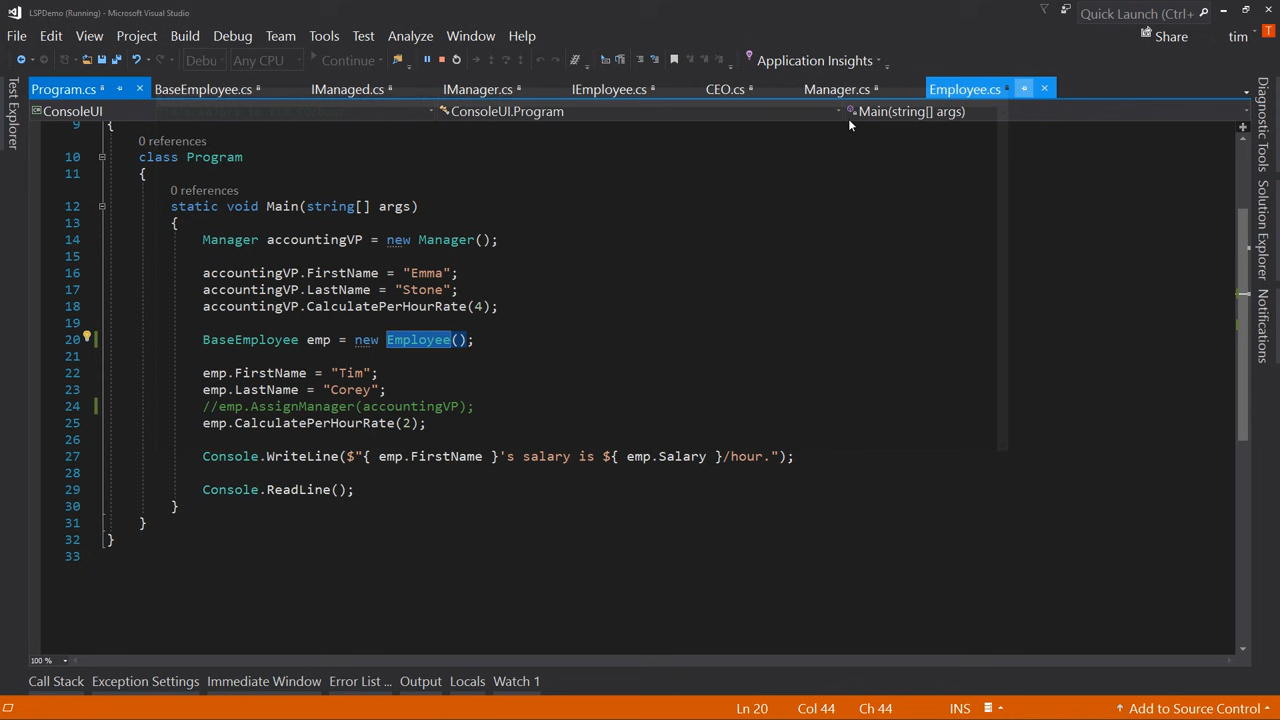 LSPDemo (Running) - Microsoft Visual Studio
Quick Launch (Ctrl+
File Edit View Project Build Debug Team Tools Test Analyze Window Help
Share
tim
T
Debu
Any CPU
Continue
Application Insights
Test Explorer
Program.cs
BaseEmployee.cs
IManaged.cs
IManager.cs
IEmployee.cs
CEO.cs
Manager.cs
Employee.cs
ConsoleUI
ConsoleUI.Program
Main(string[] args)
9 {
0 references
10 class Program
11 {
0 references
12 static void Main(string[] args)
13 {
14 Manager accountingVP = new Manager();
15
16 accountingVP.FirstName = "Emma";
17 accountingVP.LastName = "Stone";
18 accountingVP.CalculatePerHourRate(4);
19
20 BaseEmployee emp = new Employee();
21
22 emp.FirstName = "Tim";
23 emp.LastName = "Corey";
24 //emp.AssignManager(accountingVP);
25 emp.CalculatePerHourRate(2);
26
27 Console.WriteLine($"{ emp.FirstName }'s salary is ${ emp.Salary }/hour.");
28
29 Console.ReadLine();
30 }
31 }
32 }
33
Diagnostic Tools
Solution Explorer
Notifications
100 %
Call Stack Exception Settings Immediate Window Error List ... Output Locals Watch 1
Ln 20 Col 44 Ch 44 INS Add to Source Control